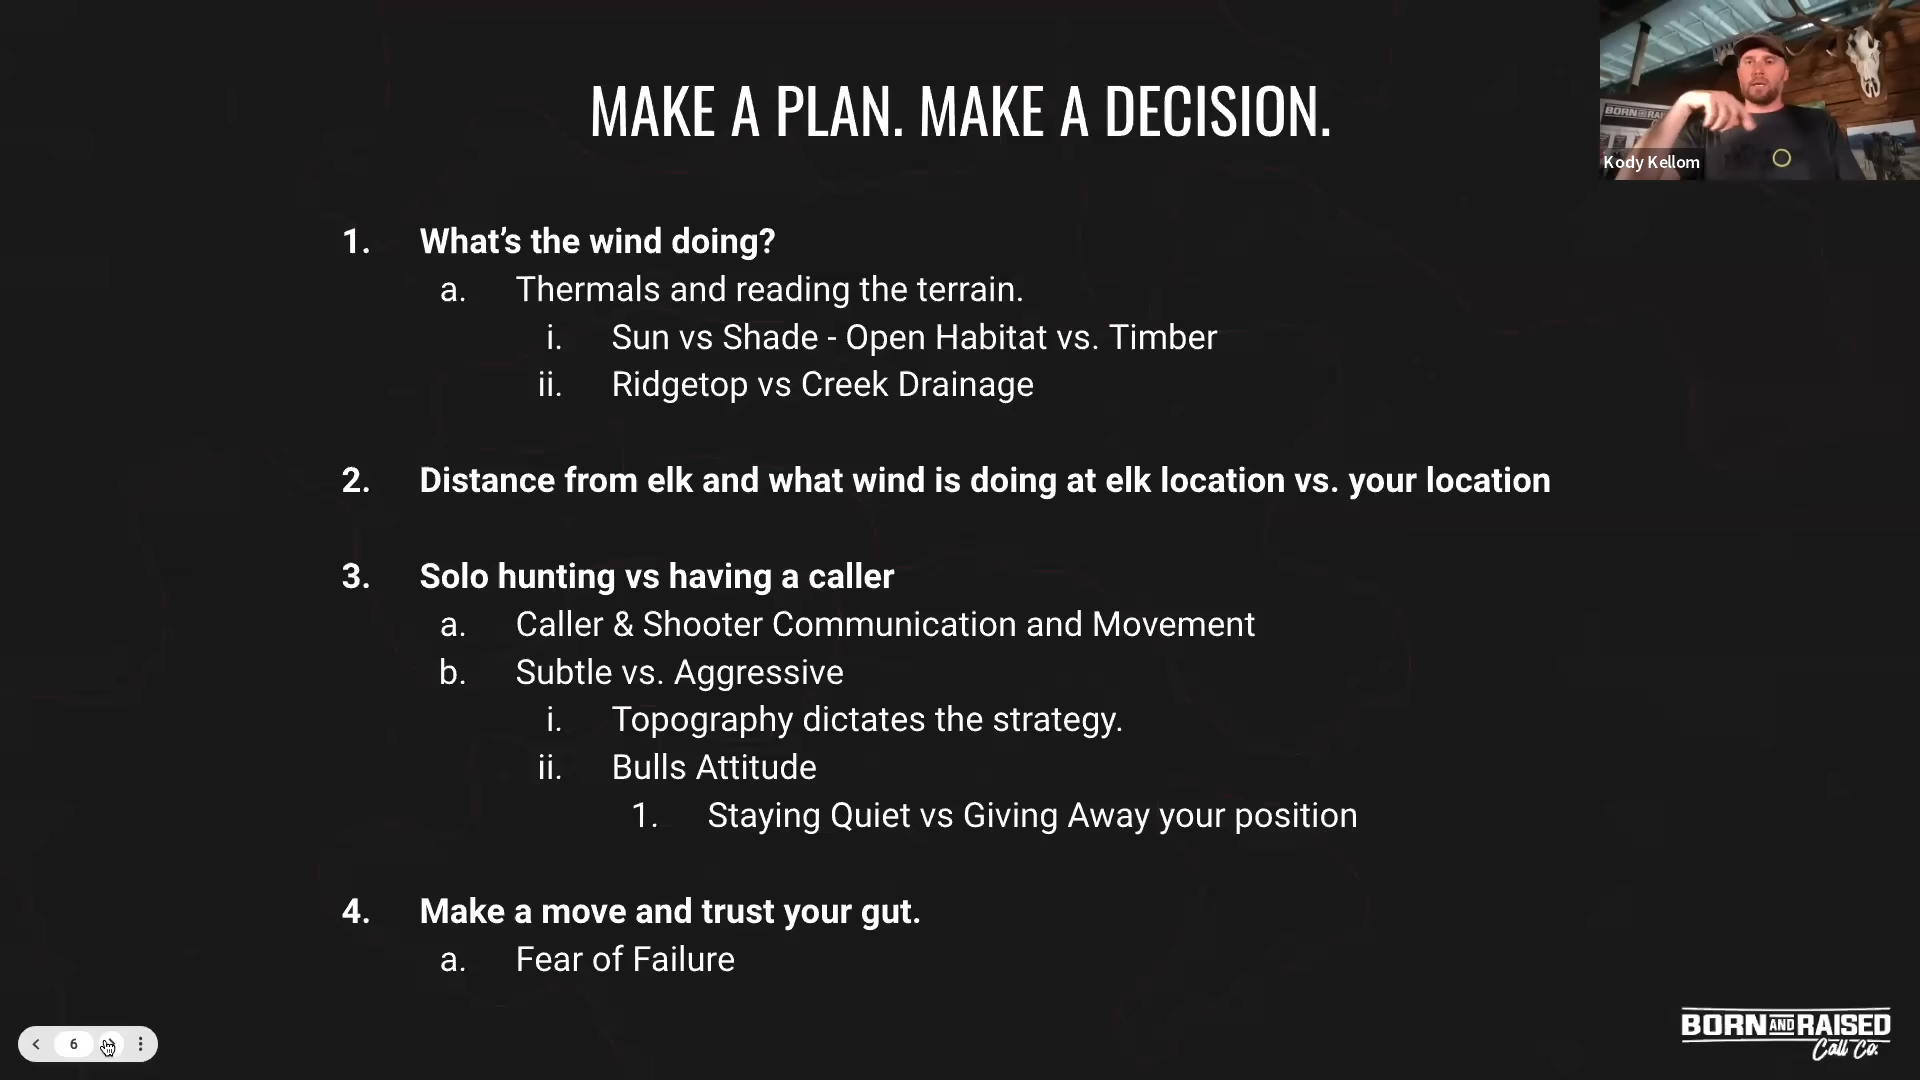 MAKE A PLAN. MAKE A DECISION.
BORN AND RAI
Kody Kellom
1. What’s the wind doing?
a. Thermals and reading the terrain.
i. Sun vs Shade - Open Habitat vs. Timber
ii. Ridgetop vs Creek Drainage
2. Distance from elk and what wind is doing at elk location vs. your location
3. Solo hunting vs having a caller
a. Caller & Shooter Communication and Movement
b. Subtle vs. Aggressive
i. Topography dictates the strategy.
ii. Bulls Attitude
1. Staying Quiet vs Giving Away your position
4. Make a move and trust your gut.
a. Fear of Failure
6
BORN AND RAISED
Call Co.